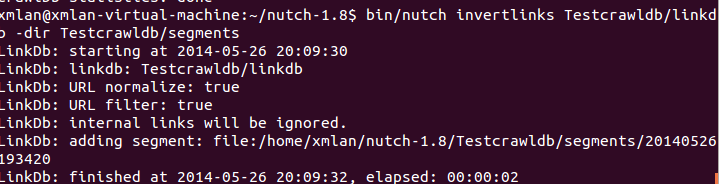 xmlan@xmlan-virtual-machine:~/nutch-1.8$ bin/nutch invertlinks Testcrawldb/linkd
b -dir Testcrawldb/segments
LinkDb: starting at 2014-05-26 20:09:30
LinkDb: linkdb: Testcrawldb/linkdb
LinkDb: URL normalize: true
LinkDb: URL filter: true
LinkDb: internal links will be ignored.
LinkDb: adding segment: file:/home/xmlan/nutch-1.8/Testcrawldb/segments/20140526
193420
LinkDb: finished at 2014-05-26 20:09:32, elapsed: 00:00:02